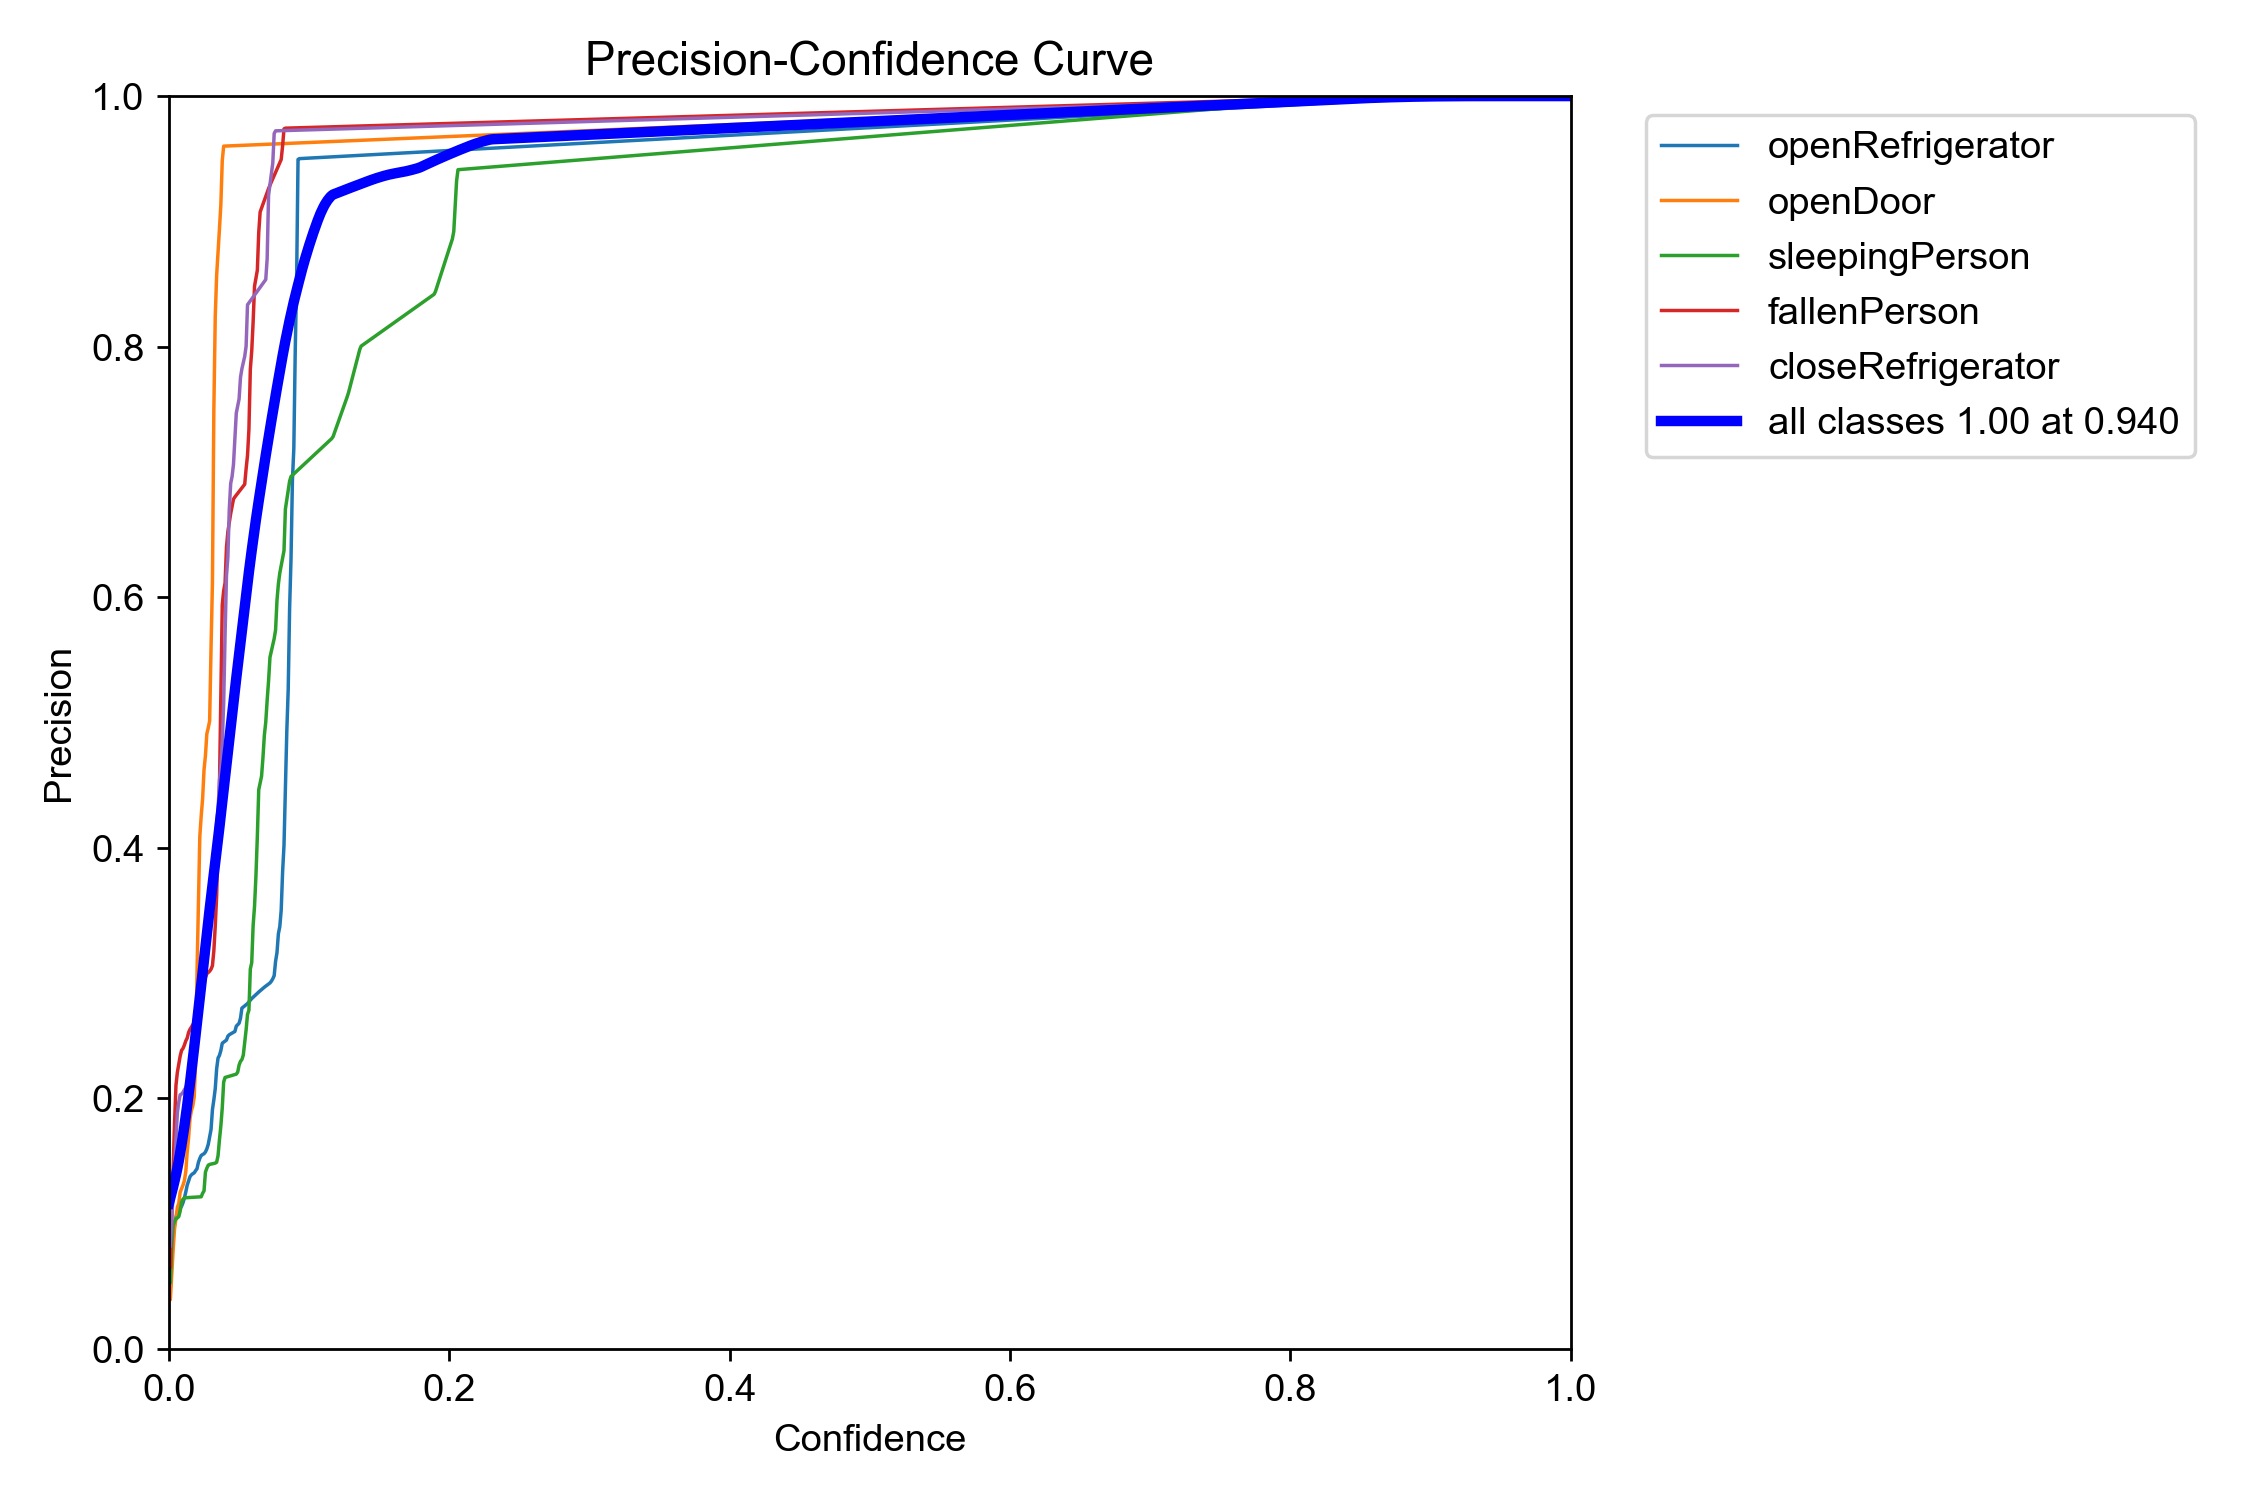 Precision-Confidence Curve
1.0
0.8
0.6
0.4
0.2
0.0
Precision
0.0 0.2 0.4 0.6 0.8 1.0
Confidence
openRefrigerator
openDoor
sleepingPerson
fallenPerson
closeRefrigerator
all classes 1.00 at 0.940